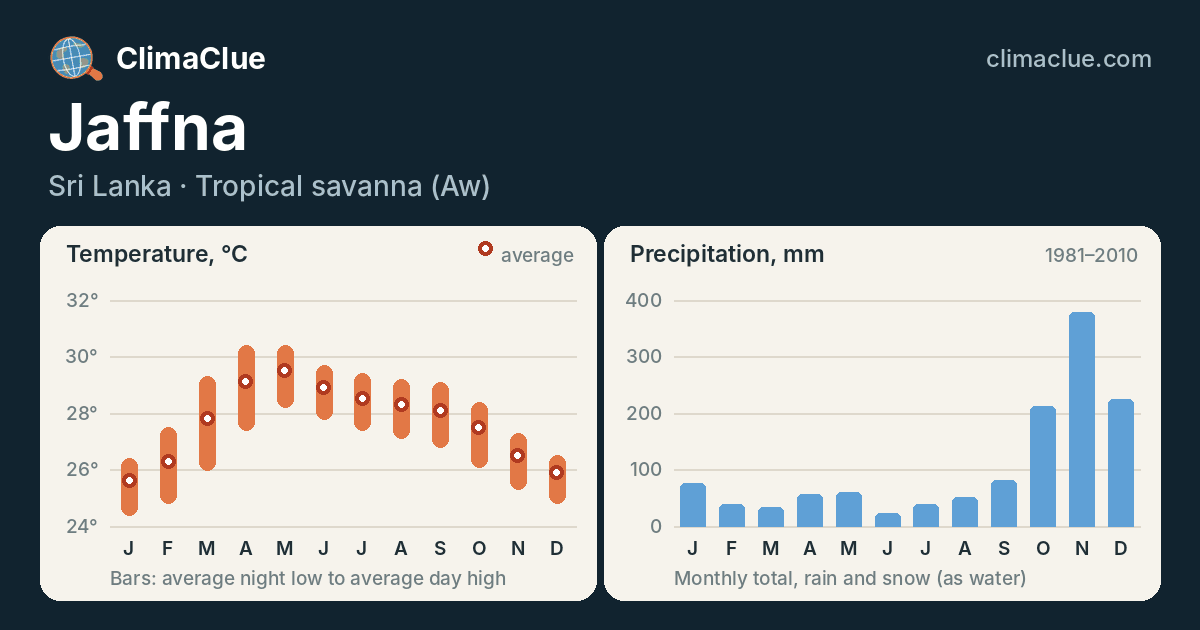 ClimaClue
climaclue.com
Jaffna
Sri Lanka · Tropical savanna (Aw)
Temperature, °C
average
32°
30°
28°
26°
24°
J F M A M J J A S O N D
Bars: average night low to average day high
Precipitation, mm
1981–2010
400
300
200
100
0
J F M A M J J A S O N D
Monthly total, rain and snow (as water)